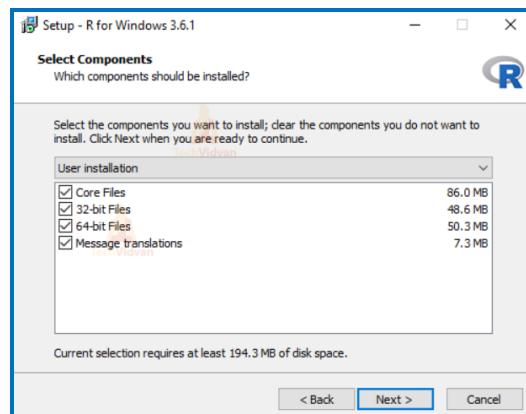 Setup - R for Windows 3.6.1
Select Components
Which components should be installed?
R
Select the components you want to install; clear the components you do not want to
install. Click Next when you are ready to continue.
TechVidvan
User installation
Core Files 86.0 MB
32-bit Files 48.6 MB
64-bit Files 50.3 MB
Message translations 7.3 MB
TechVidvan
Current selection requires at least 194.3 MB of disk space.
< Back Next > Cancel